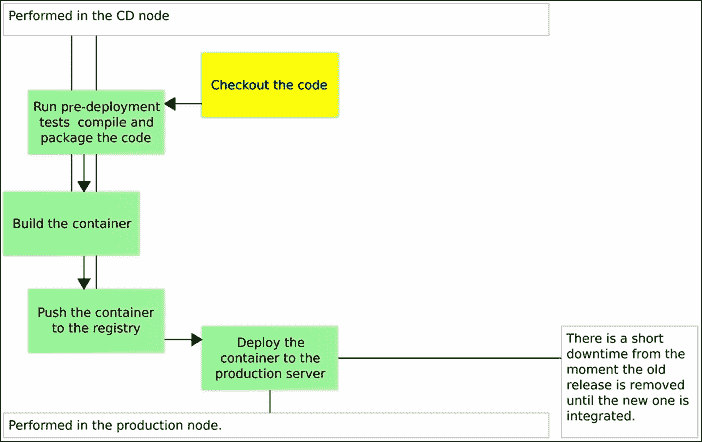 Performed in the CD node
Checkout the code
Run pre-deployment
tests compile and
package the code
Build the container
Push the container
to the registry
Deploy the
container to the
production server
There is a short
downtime from the
moment the old
release is removed
until the new one is
integrated.
Performed in the production node.